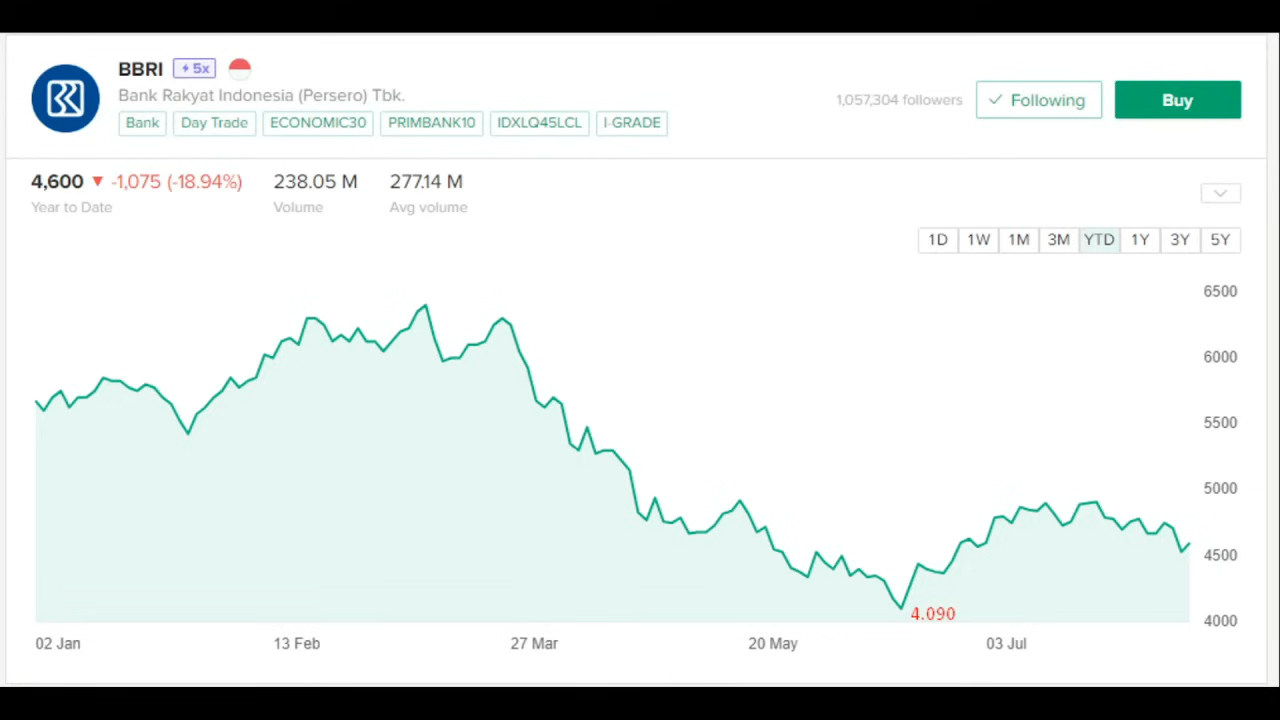 BBRI 5x
Bank Rakyat Indonesia (Persero) Tbk.
Bank Day Trade ECONOMIC30 PRIMBANK10 IDXLQ45LCL I-GRADE
1,057,304 followers
Following
Buy
4,600 ▼ -1,075 (-18.94%) 238.05 M 277.14 M
Year to Date Volume Avg volume
1D 1W 1M 3M YTD 1Y 3Y 5Y
6500
6000
5500
5000
4500
4.090
4000
02 Jan 13 Feb 27 Mar 20 May 03 Jul